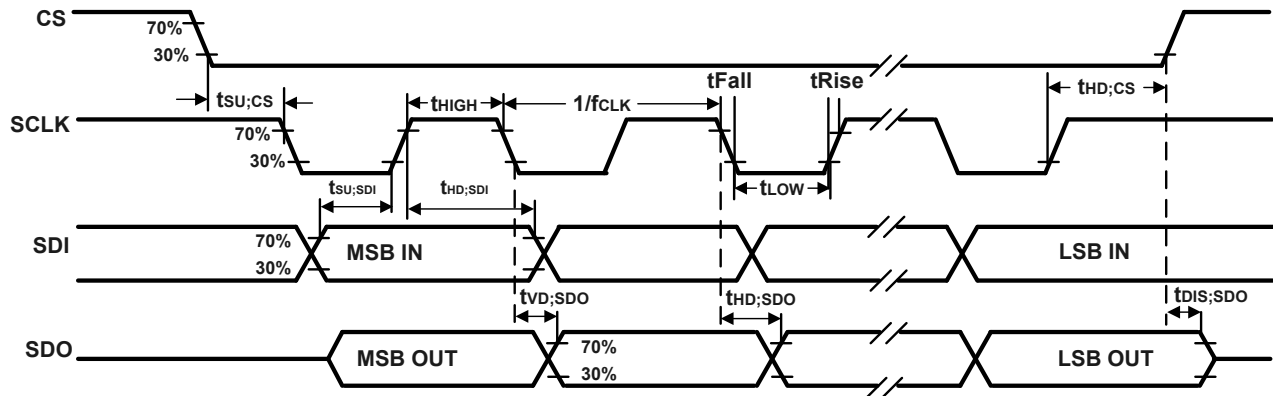 CS
70%
30%
tFall
tRise
tSU;CS
tHIGH
1/fCLK
tHD;CS
SCLK
70%
30%
tLOW
tSU;SDI
tHD;SDI
SDI
70%
30%
MSB IN
LSB IN
tVD;SDO
tHD;SDO
tDIS;SDO
SDO
MSB OUT
70%
30%
LSB OUT